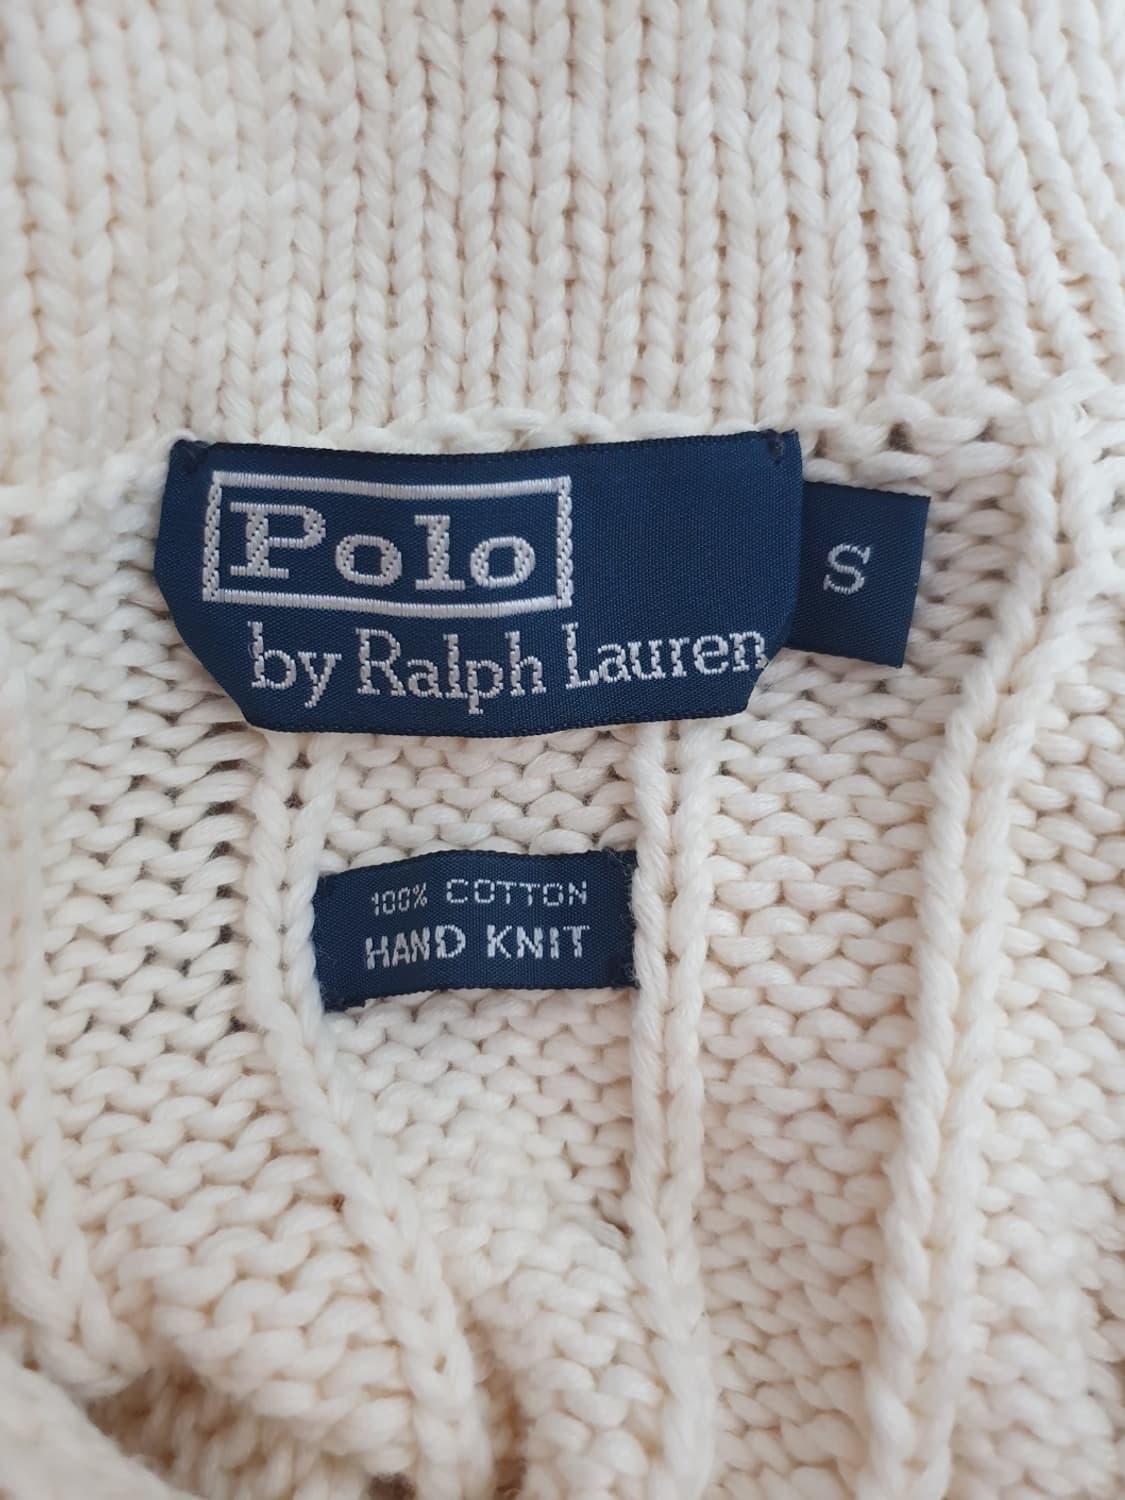 Polo
by Ralph Lauren
S
100% COTTON
HAND KNIT